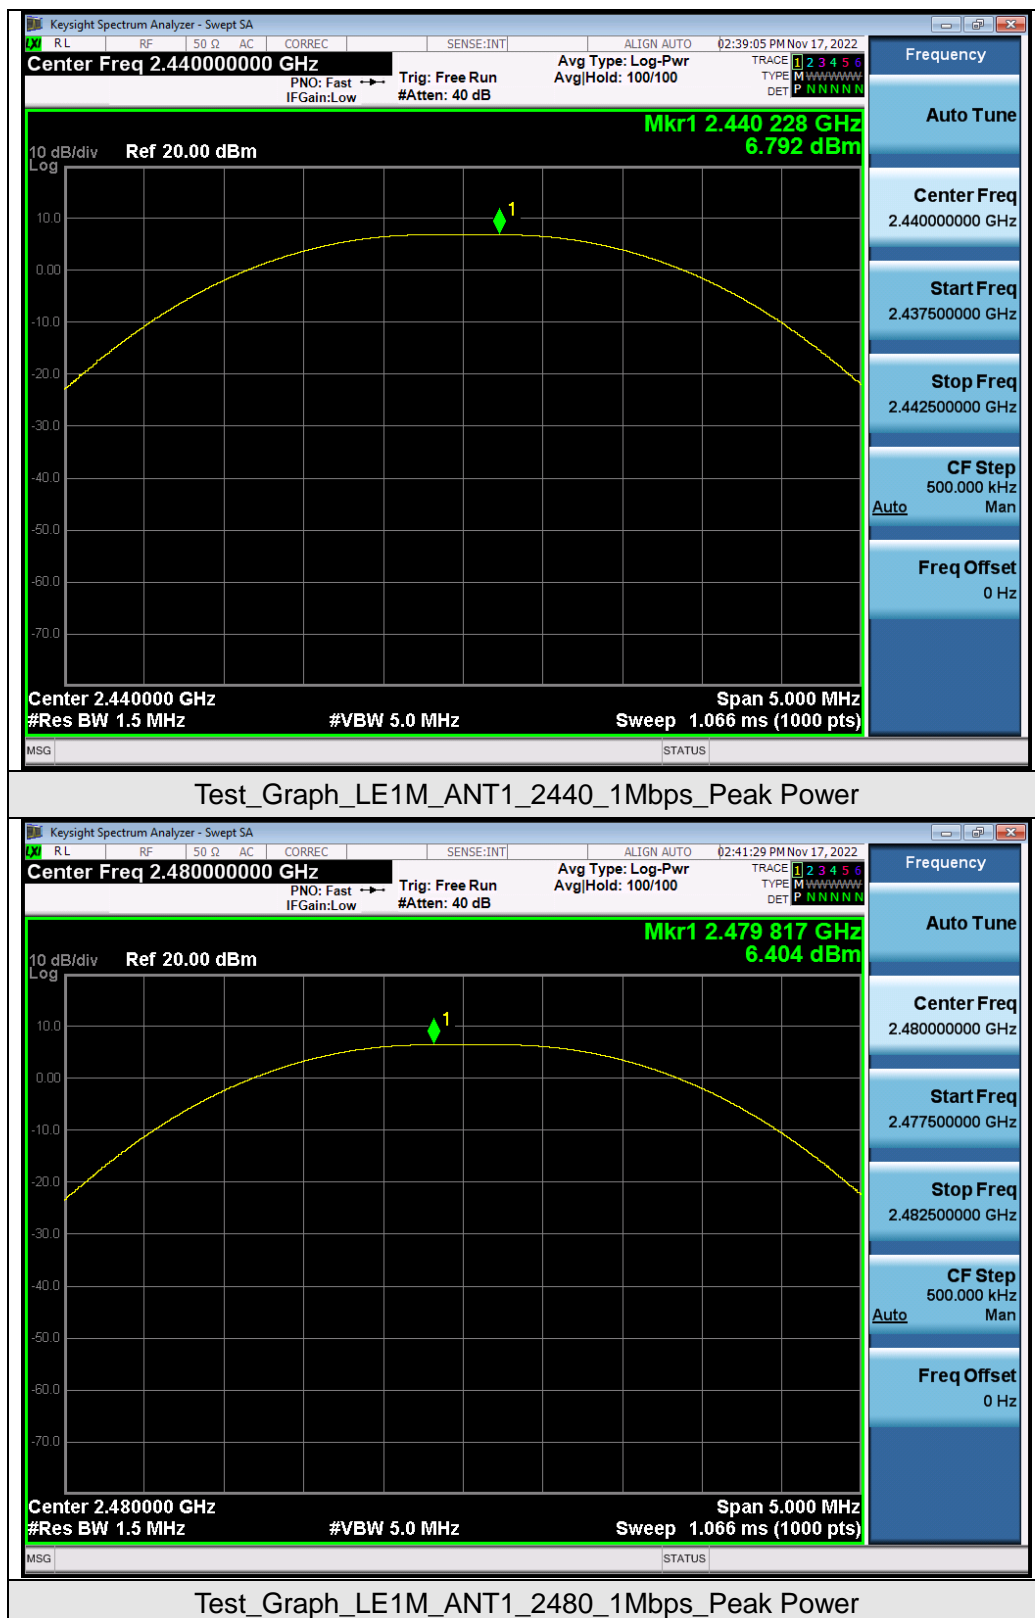 Keysight Spectrum Analyzer - Swept SA
LXI RL RF 50 Ω AC CORREC SENSE:INT ALIGN AUTO 02:39:05 PM Nov 17, 2022
Center Freq 2.440000000 GHz
PNO: Fast
IFGain:Low
Trig: Free Run
#Atten: 40 dB
Avg Type: Log-Pwr
Avg|Hold: 100/100
TRACE 1 2 3 4 5 6
TYPE M WWWWW
DET P N N N N N
Mkr1 2.440 228 GHz
6.792 dBm
10 dB/div Ref 20.00 dBm
Log
1
10.0
0.00
-10.0
-20.0
-30.0
-40.0
-50.0
-60.0
-70.0
Center 2.440000 GHz Span 5.000 MHz
#Res BW 1.5 MHz #VBW 5.0 MHz Sweep 1.066 ms (1000 pts)
MSG STATUS
Frequency
Auto Tune
Center Freq
2.440000000 GHz
Start Freq
2.437500000 GHz
Stop Freq
2.442500000 GHz
CF Step
500.000 kHz
Auto Man
Freq Offset
0 Hz
Test_Graph_LE1M_ANT1_2440_1Mbps_Peak Power
Keysight Spectrum Analyzer - Swept SA
LXI RL RF 50 Ω AC CORREC SENSE:INT ALIGN AUTO 02:41:29 PM Nov 17, 2022
Center Freq 2.480000000 GHz
PNO: Fast
IFGain:Low
Trig: Free Run
#Atten: 40 dB
Avg Type: Log-Pwr
Avg|Hold: 100/100
TRACE 1 2 3 4 5 6
TYPE M WWWWW
DET P N N N N N
Mkr1 2.479 817 GHz
6.404 dBm
10 dB/div Ref 20.00 dBm
Log
1
10.0
0.00
-10.0
-20.0
-30.0
-40.0
-50.0
-60.0
-70.0
Center 2.480000 GHz Span 5.000 MHz
#Res BW 1.5 MHz #VBW 5.0 MHz Sweep 1.066 ms (1000 pts)
MSG STATUS
Frequency
Auto Tune
Center Freq
2.480000000 GHz
Start Freq
2.477500000 GHz
Stop Freq
2.482500000 GHz
CF Step
500.000 kHz
Auto Man
Freq Offset
0 Hz
Test_Graph_LE1M_ANT1_2480_1Mbps_Peak Power